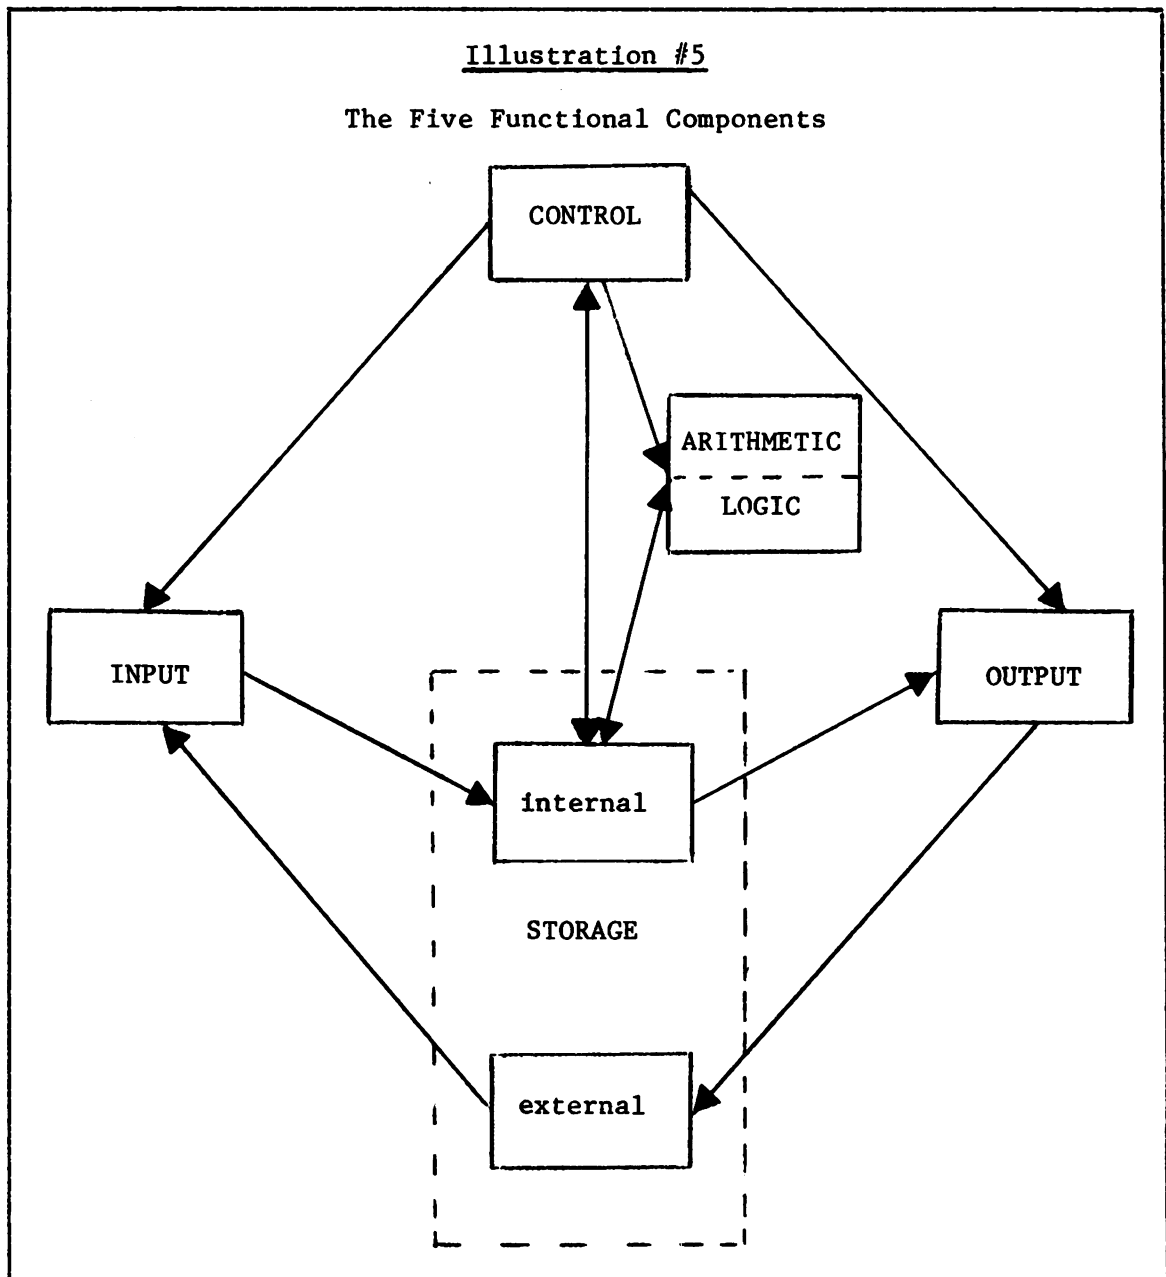 Illustration #5
The Five Functional Components
CONTROL
ARITHMETIC
LOGIC
INPUT
OUTPUT
internal
STORAGE
external